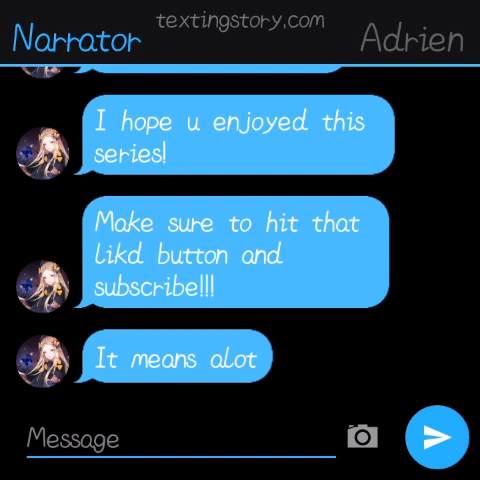 textingstory.com
Narrator
Adrien
I hope u enjoyed this
series!
Make sure to hit that
likd button and
subscribe!!!
It means alot
Message